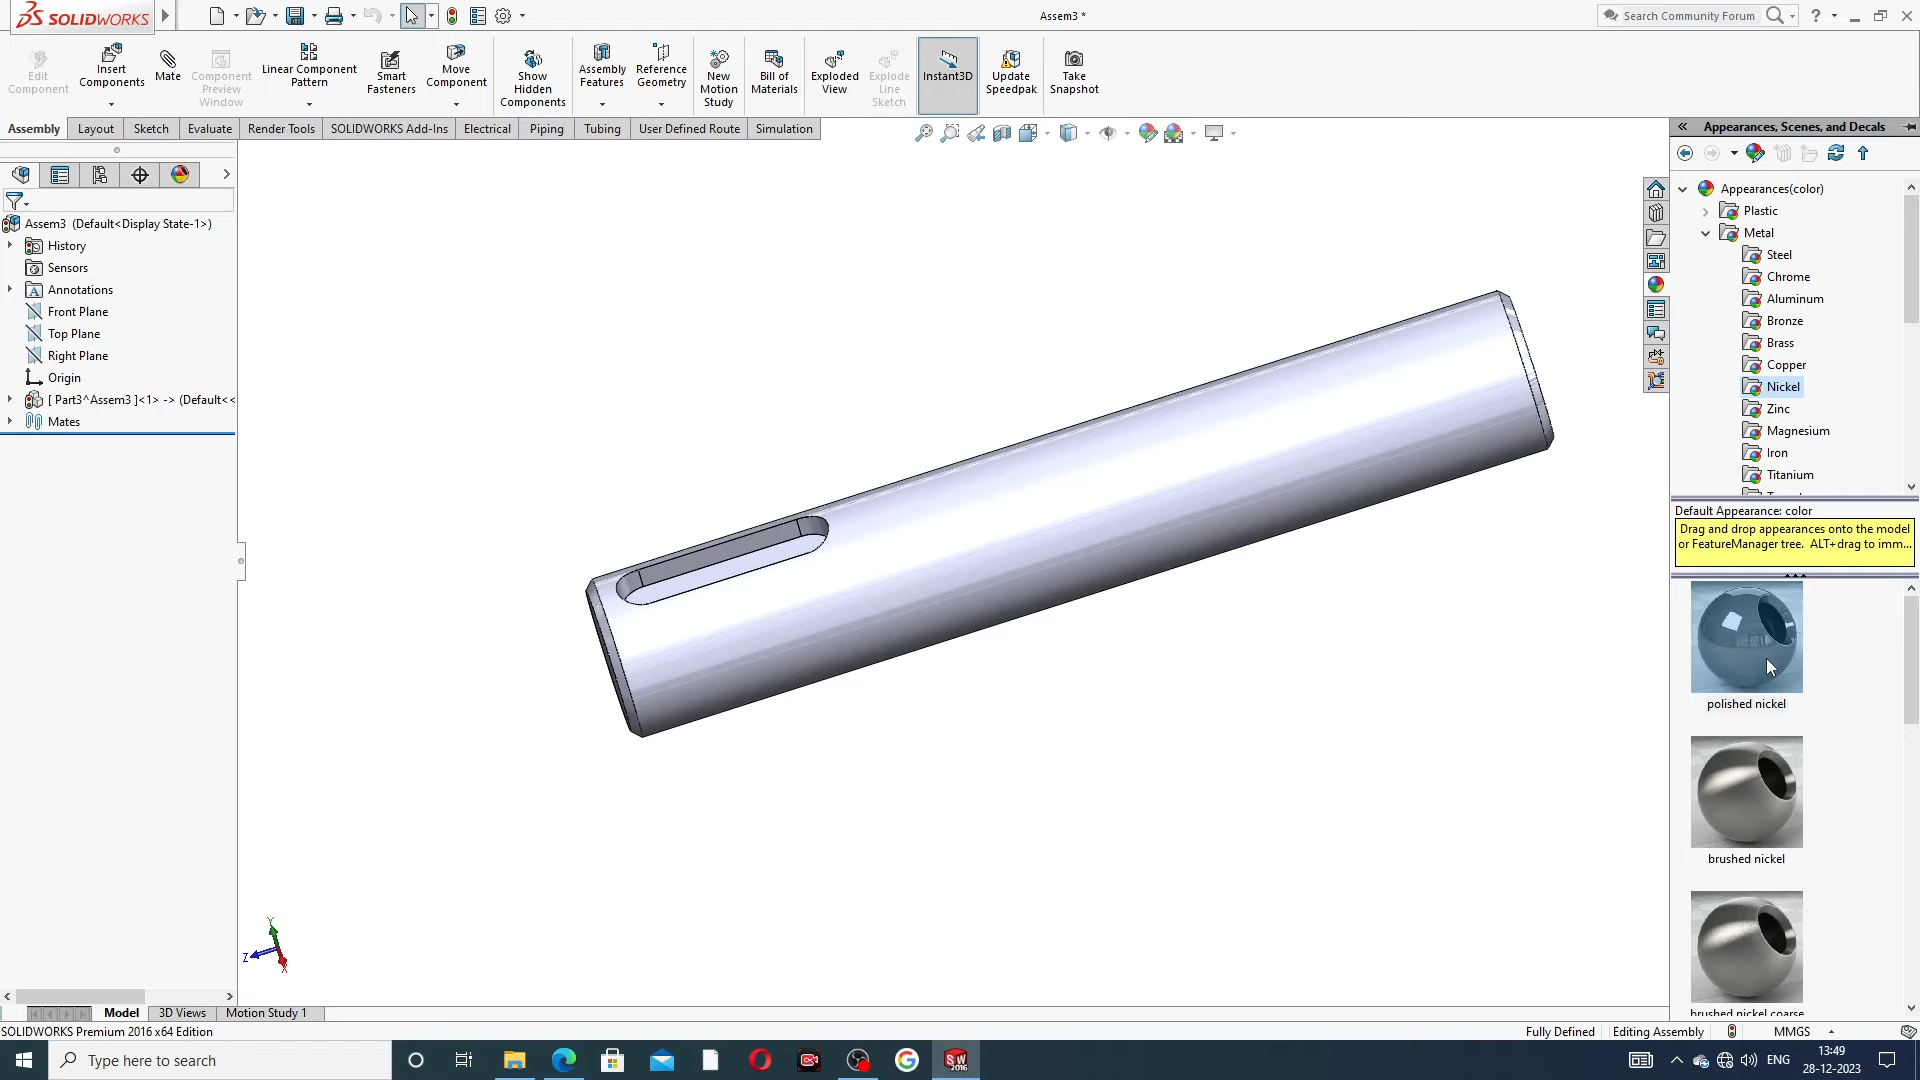 SOLIDWORKS
Assem3 *
Search Community Forum
?
Edit Component
Insert Components
Mate
Component Preview Window
Linear Component Pattern
Smart Fasteners
Move Component
Show Hidden Components
Assembly Features
Reference Geometry
New Motion Study
Bill of Materials
Exploded View
Explode Line Sketch
Instant3D
Update Speedpak
Take Snapshot
Assembly
Layout
Sketch
Evaluate
Render Tools
SOLIDWORKS Add-Ins
Electrical
Piping
Tubing
User Defined Route
Simulation
Assem3 (Default<Display State-1>)
History
Sensors
Annotations
Front Plane
Top Plane
Right Plane
Origin
[ Part3^Assem3 ]<1> -> (Default<<
Mates
Y
Z
X
Appearances, Scenes, and Decals
Appearances(color)
Plastic
Metal
Steel
Chrome
Aluminum
Bronze
Brass
Copper
Nickel
Zinc
Magnesium
Iron
Titanium
Default Appearance: color
Drag and drop appearances onto the model
or FeatureManager tree. ALT+drag to imm...
polished nickel
brushed nickel
brushed nickel coarse
Model
3D Views
Motion Study 1
SOLIDWORKS Premium 2016 x64 Edition
Fully Defined
Editing Assembly
MMGS
Type here to search
SW
2016
ENG
13:49
28-12-2023